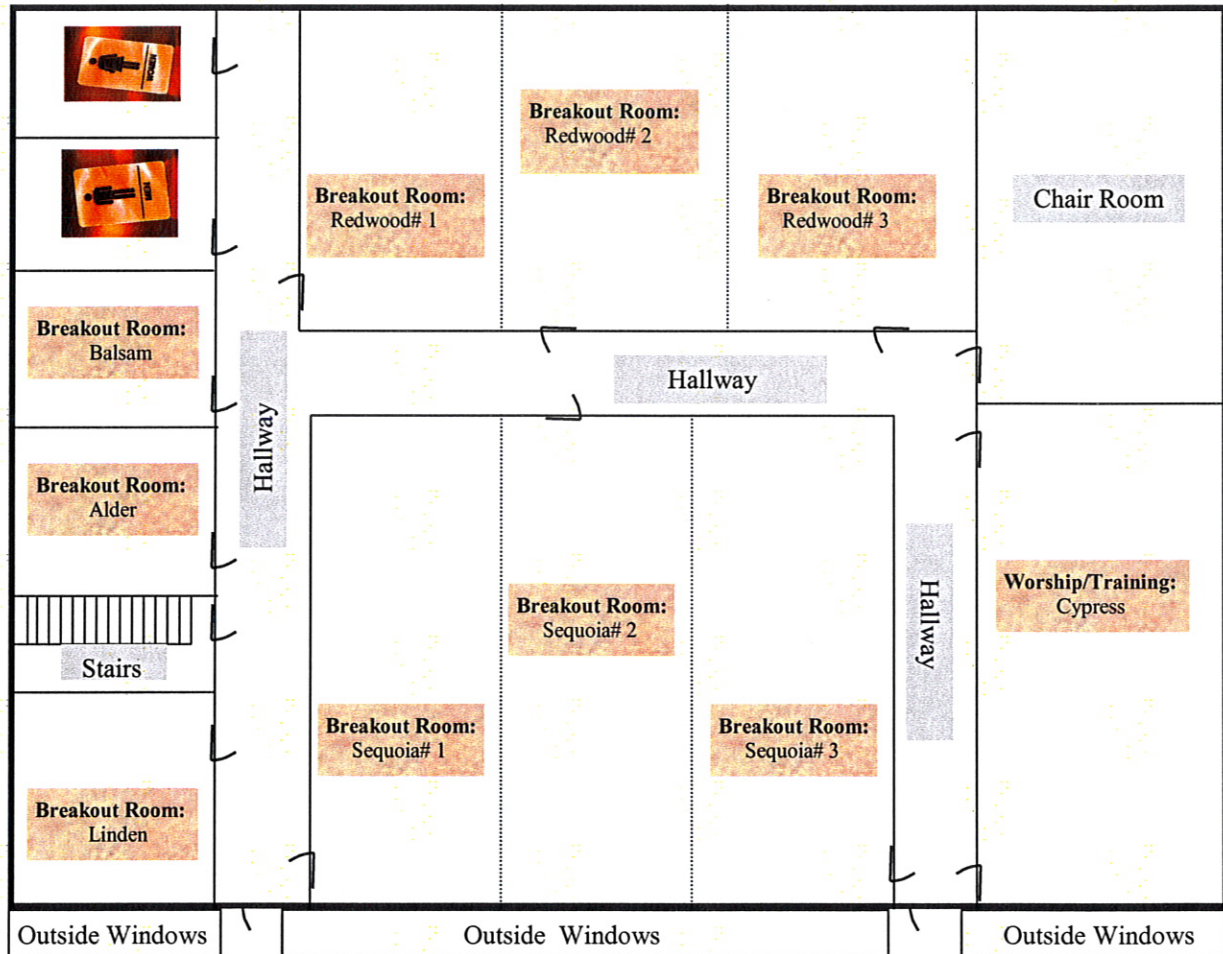 WOMEN
MEN
Breakout Room:
Redwood# 1
Breakout Room:
Redwood# 2
Breakout Room:
Redwood# 3
Chair Room
Breakout Room:
Balsam
Hallway
Hallway
Breakout Room:
Alder
Stairs
Breakout Room:
Linden
Breakout Room:
Sequoia# 1
Breakout Room:
Sequoia# 2
Breakout Room:
Sequoia# 3
Hallway
Worship/Training:
Cypress
Outside Windows
Outside Windows
Outside Windows